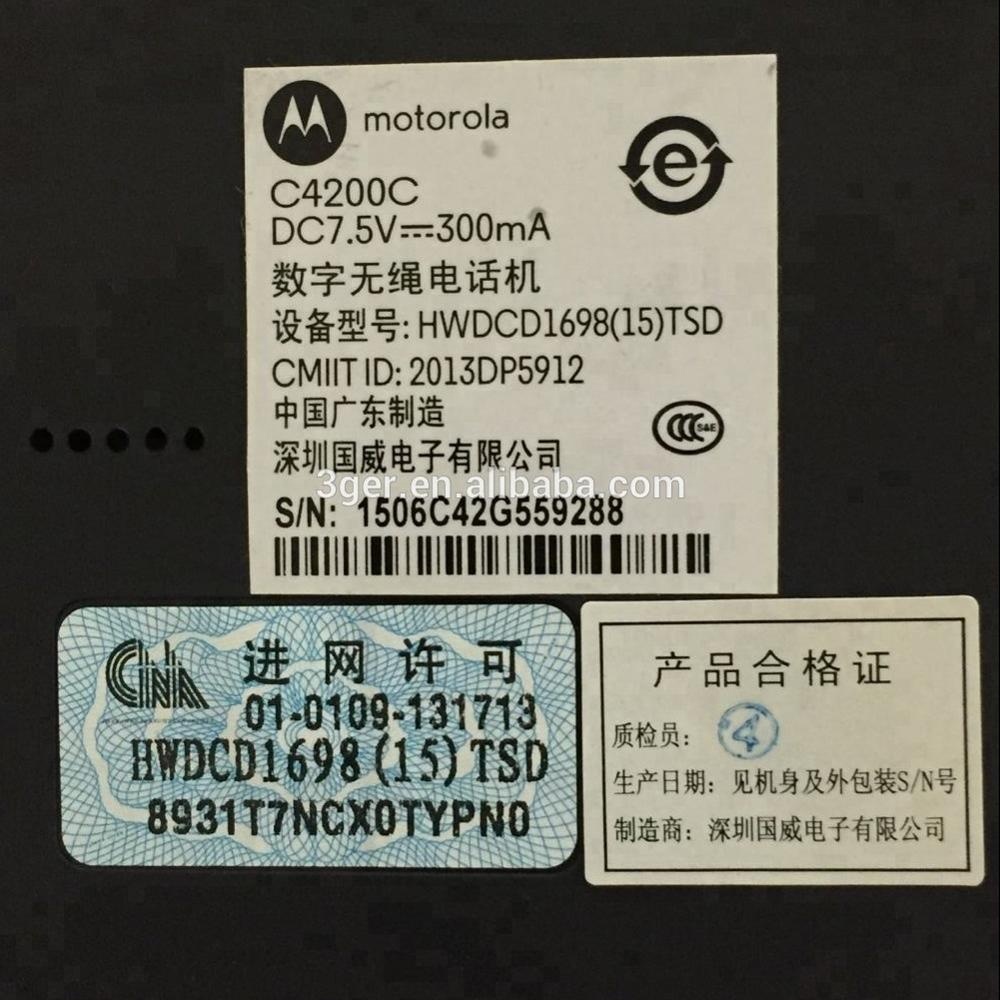 motorola
e
C4200C
DC7.5V⎓300mA
数字无绳电话机
设备型号: HWDCD1698(15)TSD
CMIIT ID: 2013DP5912
中国广东制造
深圳国威电子有限公司
CCC S&E
3ger.en.alibaba.com
S/N: 1506C42G559288
CNA 进网许可
01-0109-131713
HWDCD1698(15)TSD
8931T7NCX0TYPN0
产品合格证
质检员: 4
生产日期: 见机身及外包装S/N号
制造商: 深圳国威电子有限公司